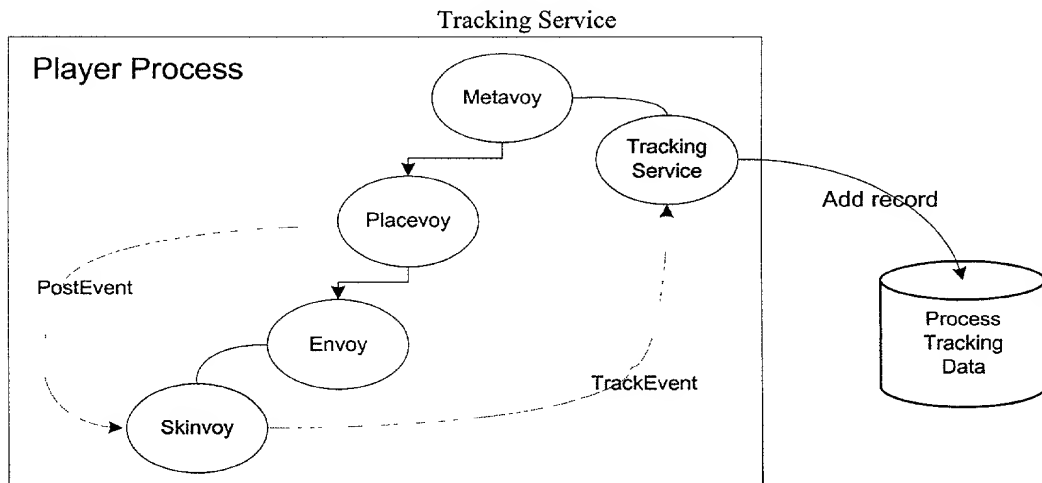 Tracking Service
Player Process
Metavoy
Tracking
Service
Placevoy
Add record
PostEvent
Envoy
Process
Tracking
Data
TrackEvent
Skinvoy